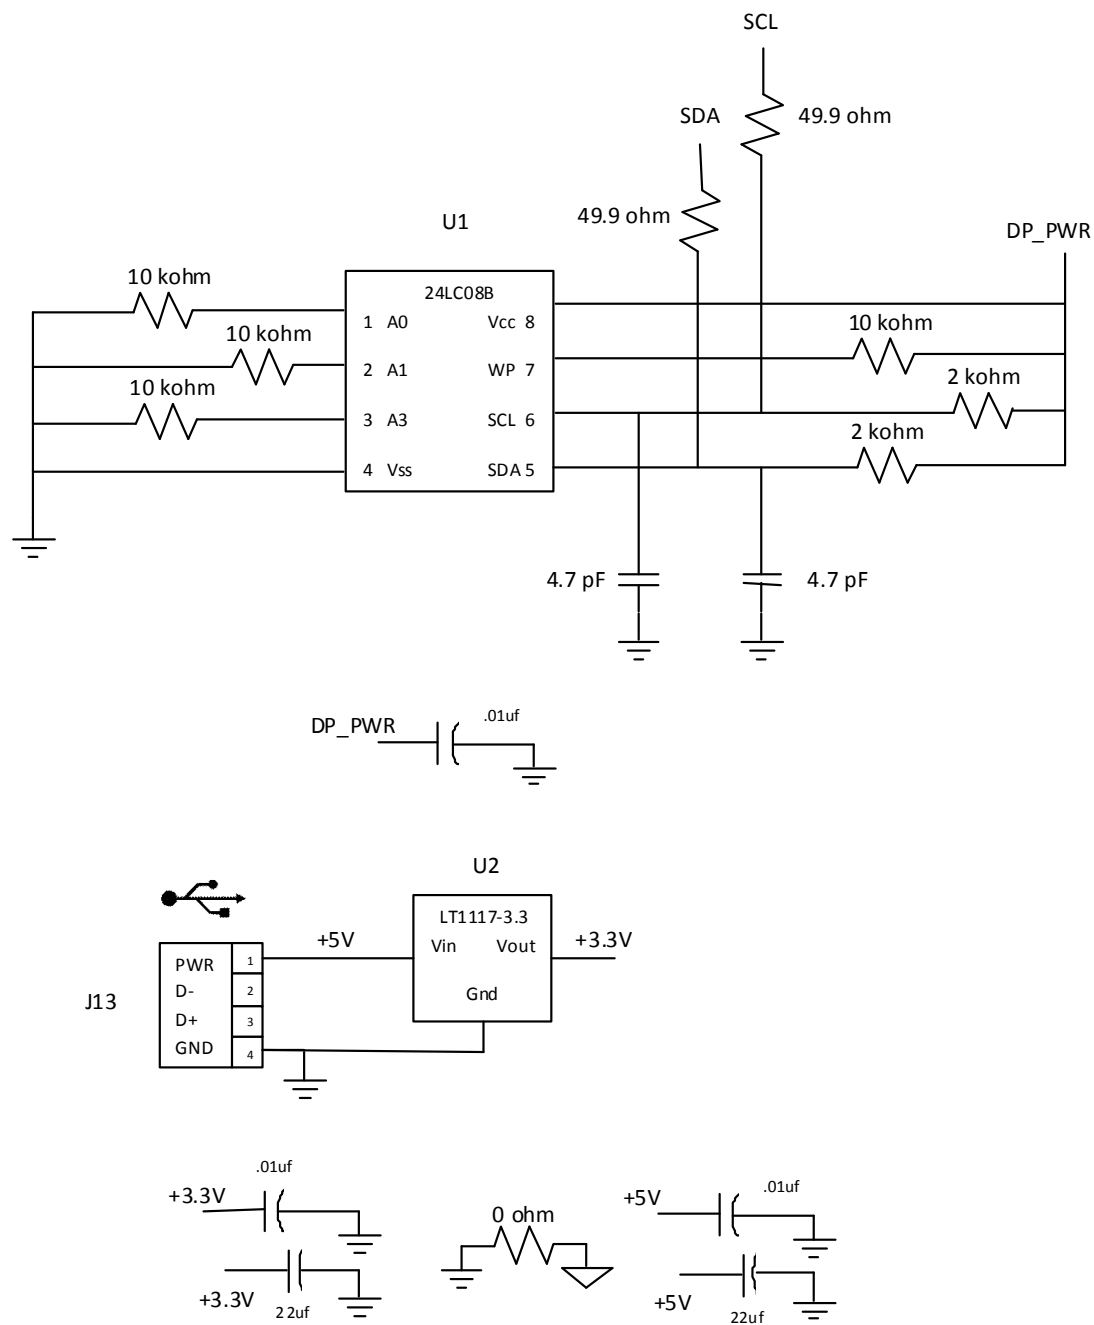 SCL
49.9 ohm
SDA
49.9 ohm
U1
DP_PWR
10 kohm
24LC08B
1 A0
Vcc 8
10 kohm
10 kohm
2 A1
WP 7
10 kohm
2 kohm
3 A3
SCL 6
2 kohm
4 Vss
SDA 5
4.7 pF
4.7 pF
DP_PWR
.01uf
U2
LT1117-3.3
+5V
Vin
Vout
+3.3V
J13
PWR
1
D-
2
D+
3
GND
4
Gnd
.01uf
+3.3V
0 ohm
+5V
.01uf
+3.3V
22uf
+5V
22uf